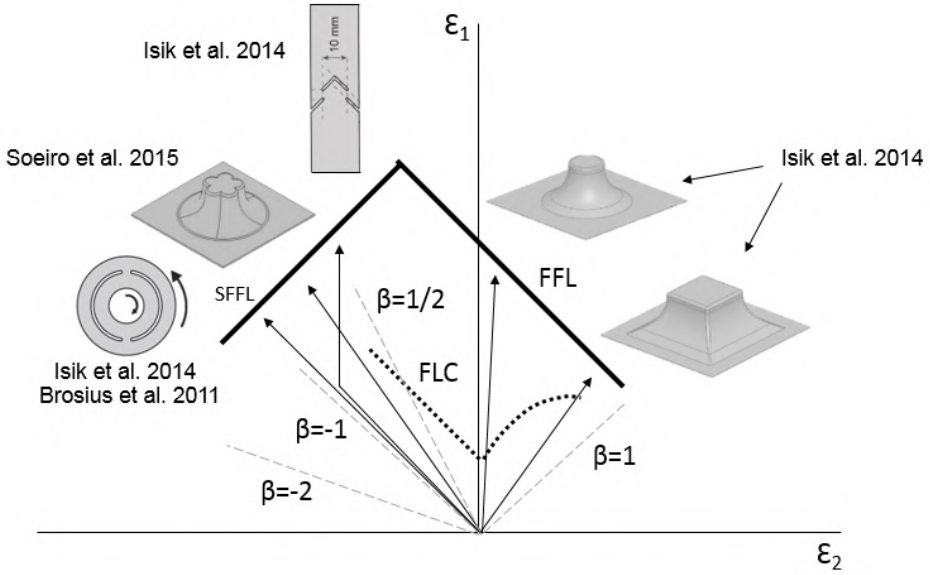 ε1
Isik et al. 2014
10 mm
Soeiro et al. 2015
Isik et al. 2014
SFFL
FFL
β=1/2
Isik et al. 2014
Brosius et al. 2011
FLC
β=-1
β=1
β=-2
ε2